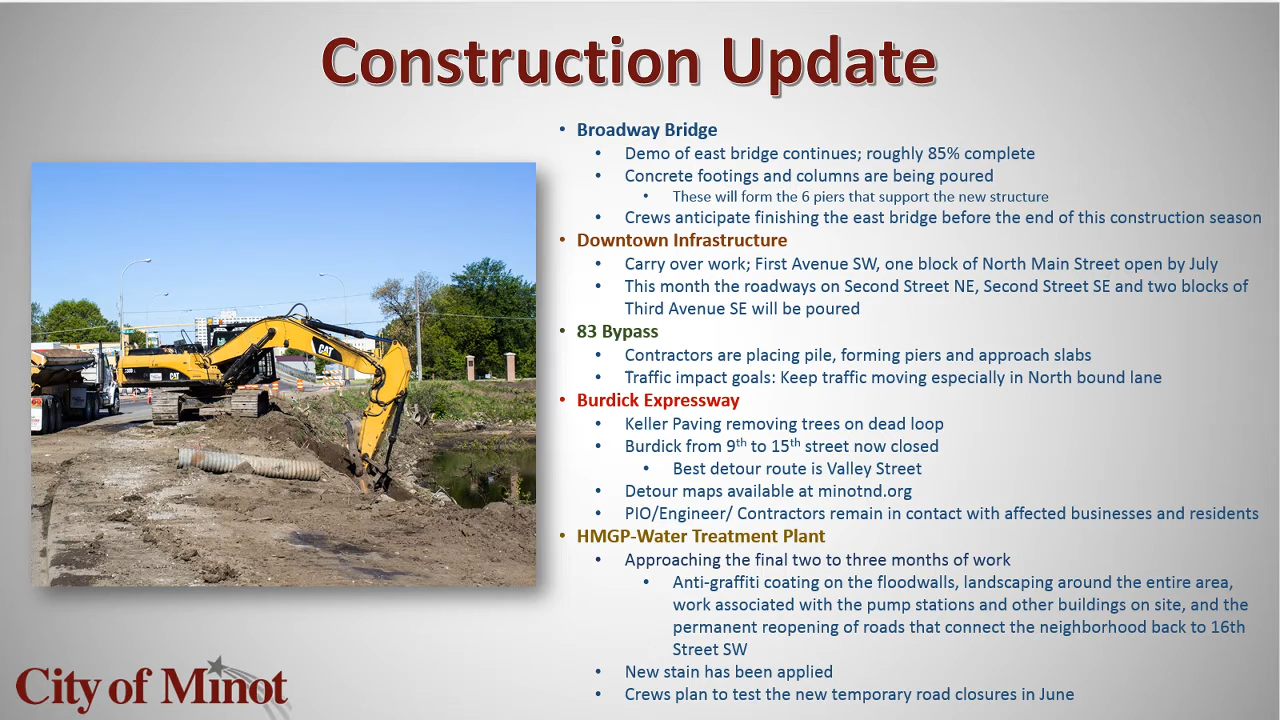 Construction Update
Broadway Bridge
Demo of east bridge continues; roughly 85% complete
Concrete footings and columns are being poured
These will form the 6 piers that support the new structure
Crews anticipate finishing the east bridge before the end of this construction season
Downtown Infrastructure
Carry over work; First Avenue SW, one block of North Main Street open by July
This month the roadways on Second Street NE, Second Street SE and two blocks of
Third Avenue SE will be poured
83 Bypass
Contractors are placing pile, forming piers and approach slabs
Traffic impact goals: Keep traffic moving especially in North bound lane
Burdick Expressway
Keller Paving removing trees on dead loop
Burdick from 9th to 15th street now closed
Best detour route is Valley Street
Detour maps available at minotnd.org
PIO/Engineer/ Contractors remain in contact with affected businesses and residents
HMGP-Water Treatment Plant
Approaching the final two to three months of work
Anti-graffiti coating on the floodwalls, landscaping around the entire area,
work associated with the pump stations and other buildings on site, and the
permanent reopening of roads that connect the neighborhood back to 16th
Street SW
New stain has been applied
Crews plan to test the new temporary road closures in June
CAT
CAT
City of Minot